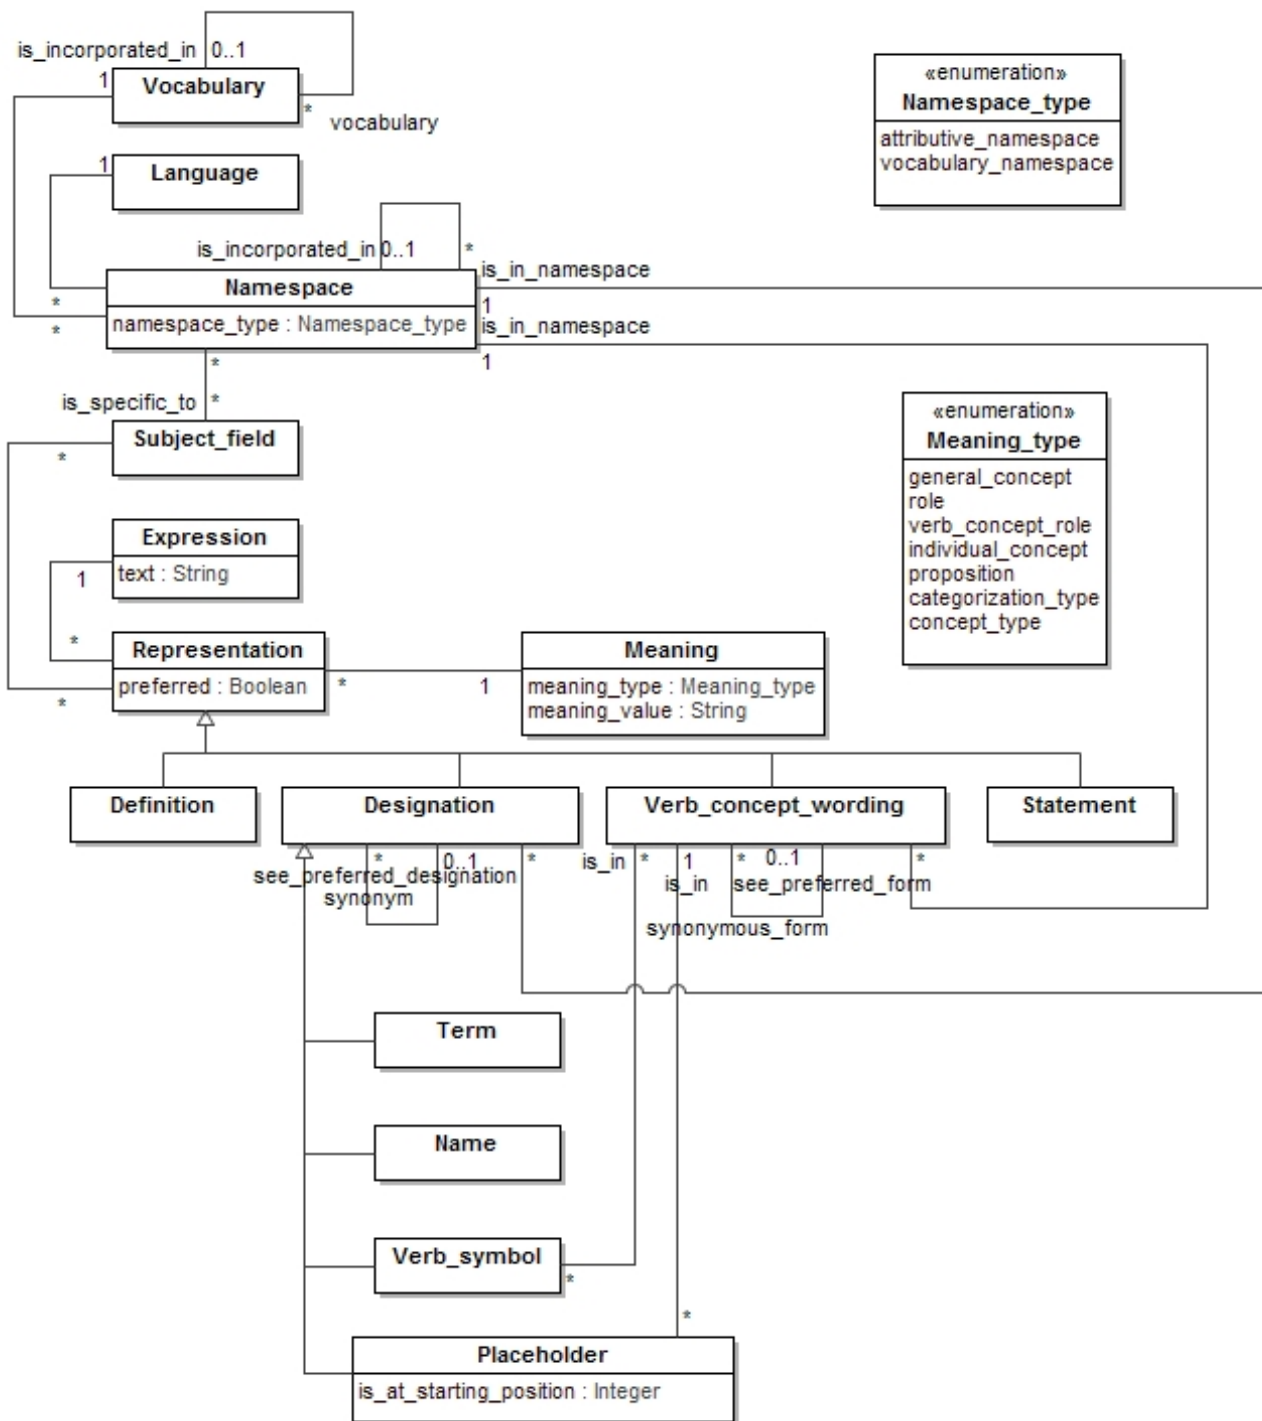 is_incorporated_in 0..1
1
Vocabulary
*
vocabulary
«enumeration»
Namespace_type
attributive_namespace
vocabulary_namespace
1
Language
is_incorporated_in 0..1
*
is_in_namespace
Namespace
1
*
*
namespace_type : Namespace_type
is_in_namespace
1
*
is_specific_to *
Subject_field
*
«enumeration»
Meaning_type
general_concept
role
verb_concept_role
individual_concept
proposition
categorization_type
concept_type
Expression
1
text : String
*
Representation
preferred : Boolean
*
*
1
Meaning
meaning_type : Meaning_type
meaning_value : String
Definition
Designation
Verb_concept_wording
Statement
* 0..1 *
see_preferred_designation
synonym
is_in * 1 * 0..1 *
is_in see_preferred_form
synonymous_form
Term
Name
Verb_symbol
*
*
Placeholder
is_at_starting_position : Integer